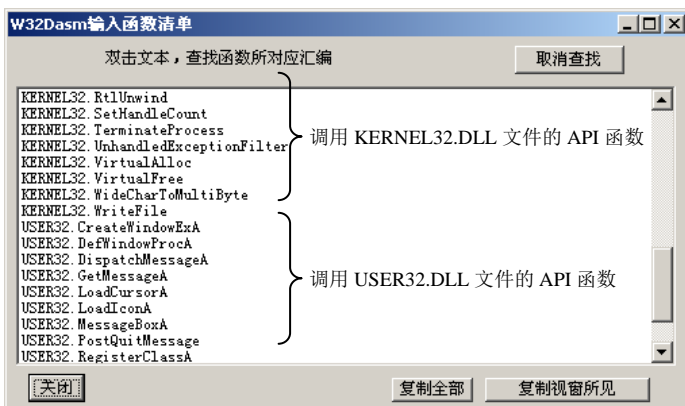 W32Dasm输入函数清单
双击文本，查找函数所对应汇编
取消查找
KERNEL32.RtlUnwind
KERNEL32.SetHandleCount
KERNEL32.TerminateProcess
KERNEL32.UnhandledExceptionFilter
KERNEL32.VirtualAlloc
KERNEL32.VirtualFree
KERNEL32.WideCharToMultiByte
KERNEL32.WriteFile
USER32.CreateWindowExA
USER32.DefWindowProcA
USER32.DispatchMessageA
USER32.GetMessageA
USER32.LoadCursorA
USER32.LoadIconA
USER32.MessageBoxA
USER32.PostQuitMessage
USER32.RegisterClassA
调用 KERNEL32.DLL 文件的 API 函数
调用 USER32.DLL 文件的 API 函数
关闭
复制全部
复制视窗所见